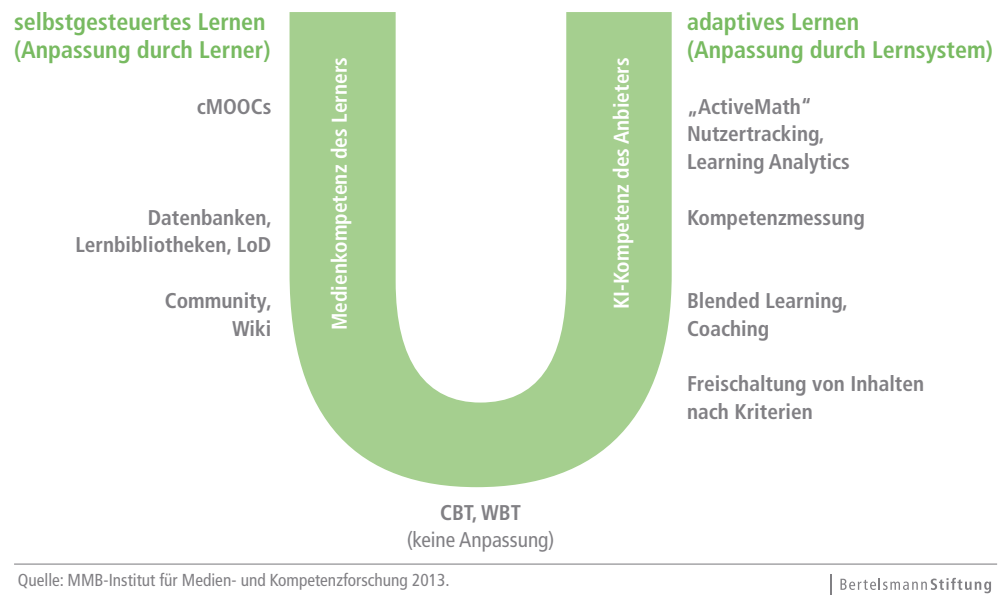 selbstgesteuertes Lernen
(Anpassung durch Lerner)
cMOOCs
Datenbanken,
Lernbibliotheken, LoD
Community,
Wiki
Medienkompetenz des Lerners
KI-Kompetenz des Anbieters
adaptives Lernen
(Anpassung durch Lernsystem)
„ActiveMath“
Nutzertracking,
Learning Analytics
Kompetenzmessung
Blended Learning,
Coaching
Freischaltung von Inhalten
nach Kriterien
CBT, WBT
(keine Anpassung)
Quelle: MMB-Institut für Medien- und Kompetenzforschung 2013.
BertelsmannStiftung